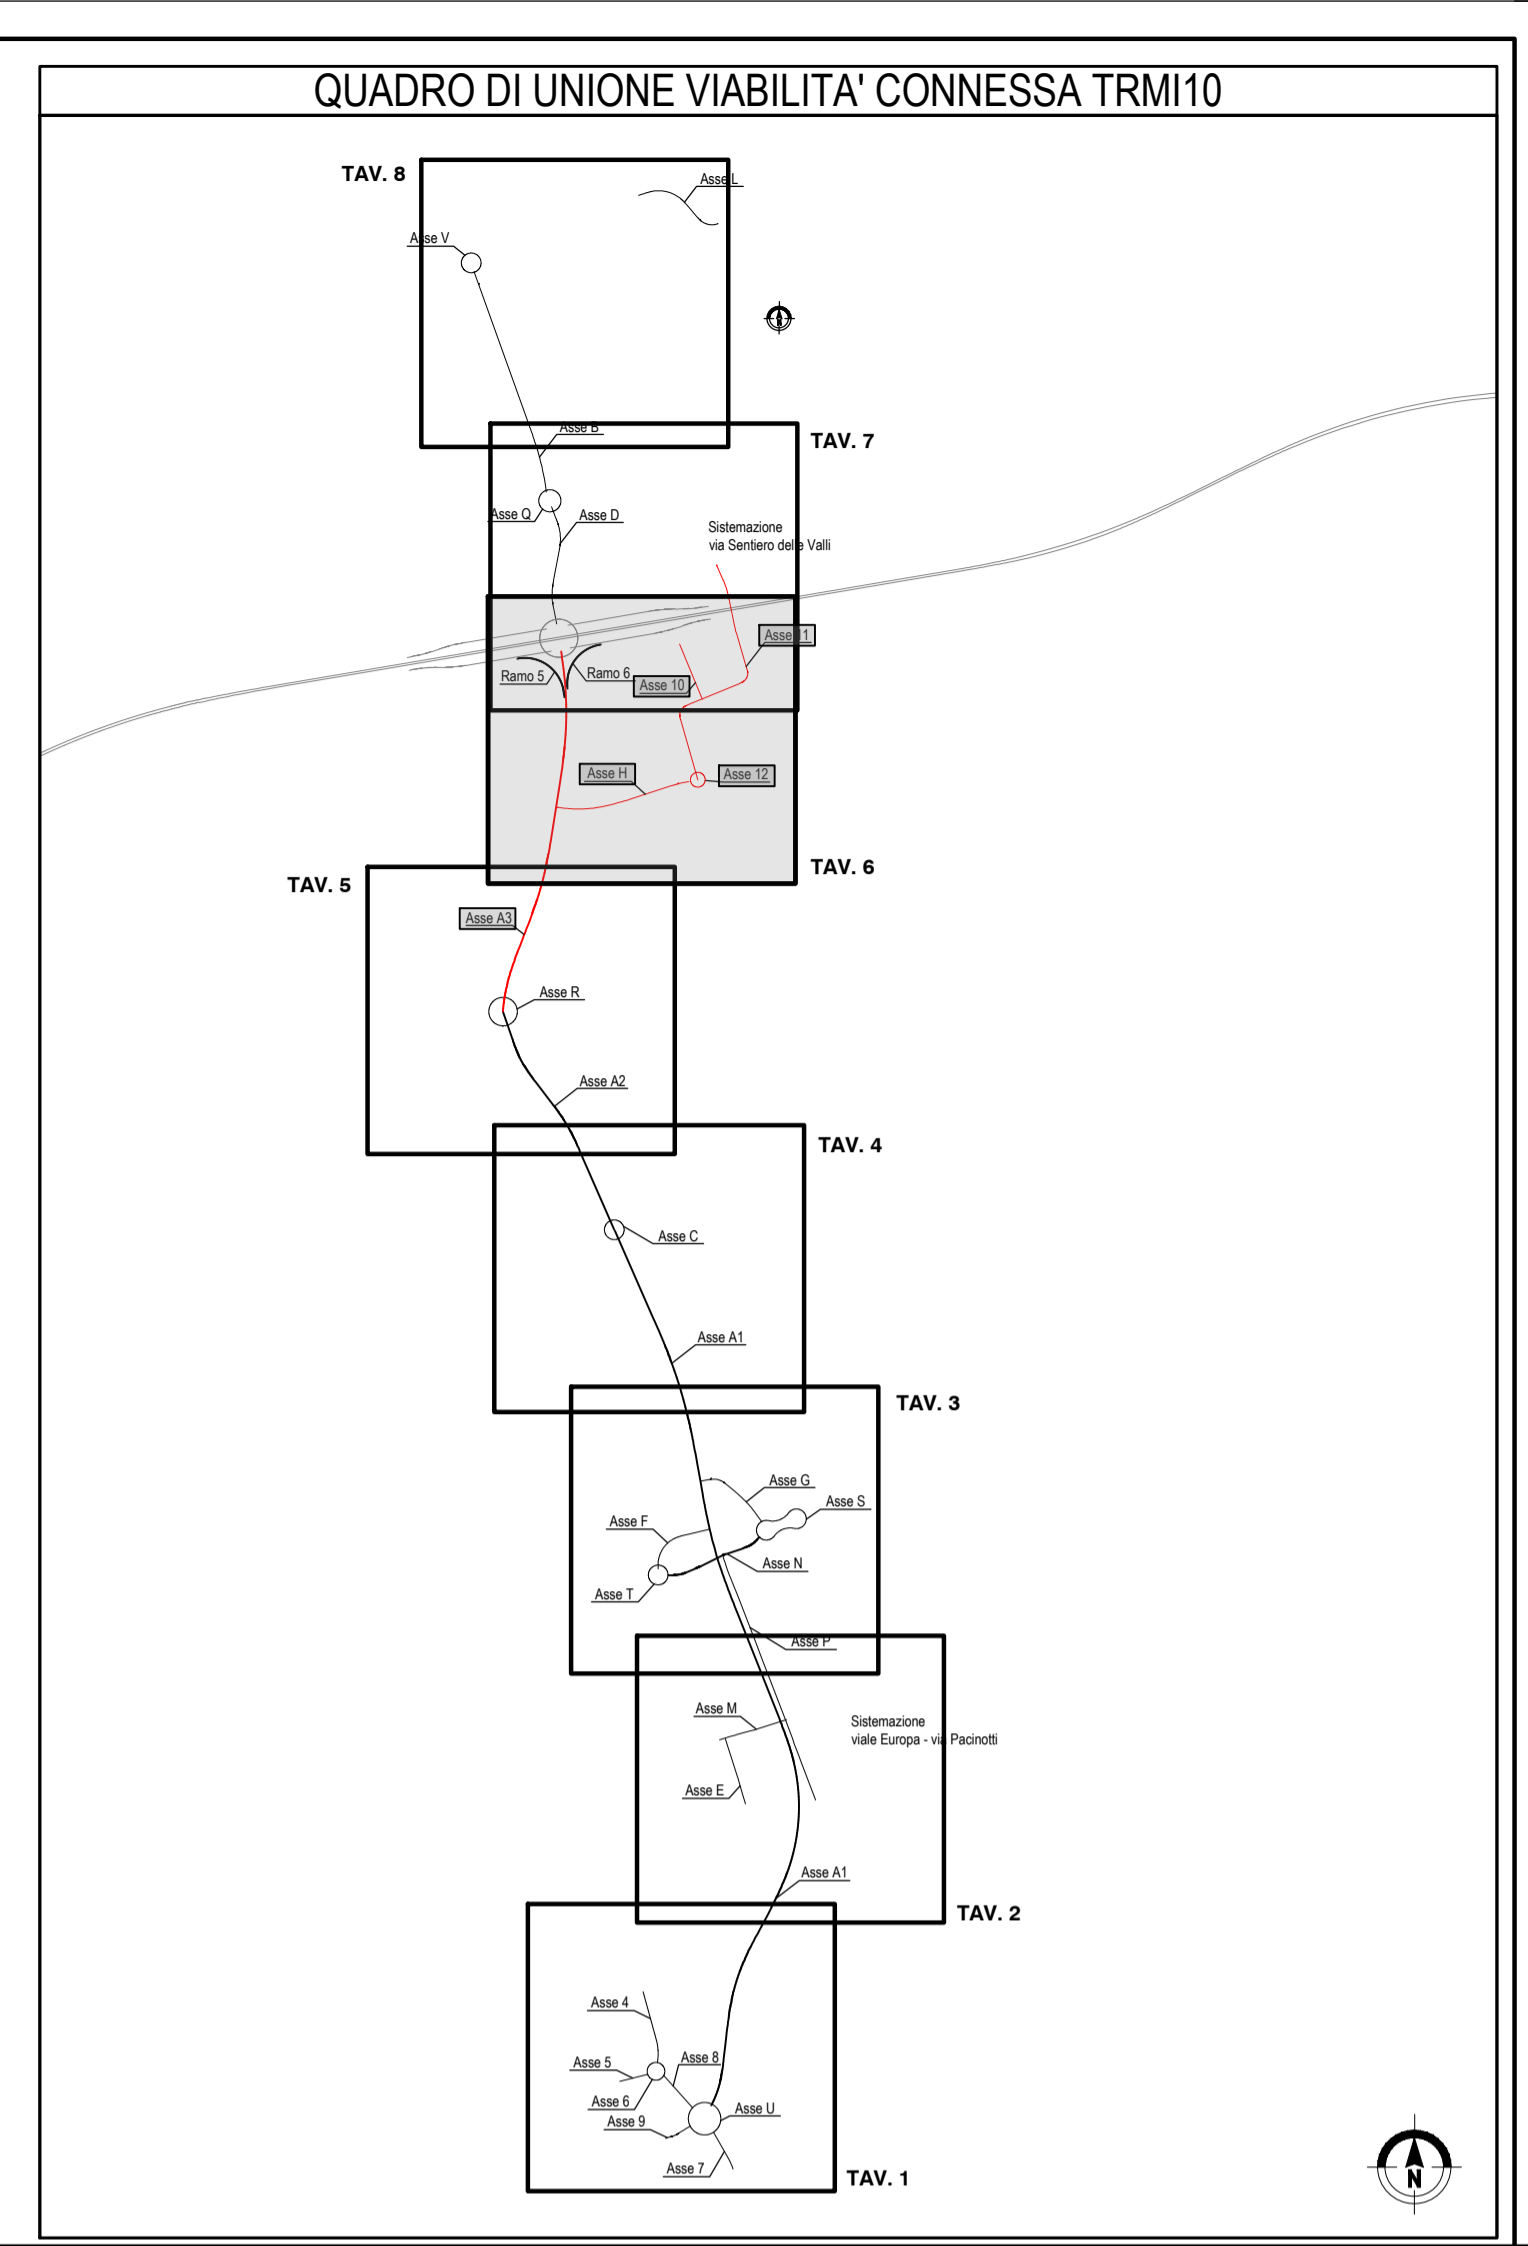 QUADRO DI UNIONE VIABILITA' CONNESSA TRMI10
TAV. 8
Asse L
Asse V
N
Asse B
TAV. 7
Asse Q
Asse D
Sistemazione
via Sentiero delle Valli
Asse 11
Ramo 5
Ramo 6
Asse 10
Asse H
Asse 12
TAV. 6
TAV. 5
Asse A3
Asse R
Asse A2
TAV. 4
Asse C
Asse A1
TAV. 3
Asse G
Asse S
Asse F
Asse N
Asse T
Asse P
Asse M
Sistemazione
viale Europa - via Pacinotti
Asse E
Asse A1
TAV. 2
Asse 4
Asse 8
Asse 5
Asse 6
Asse U
Asse 9
Asse 7
TAV. 1
N